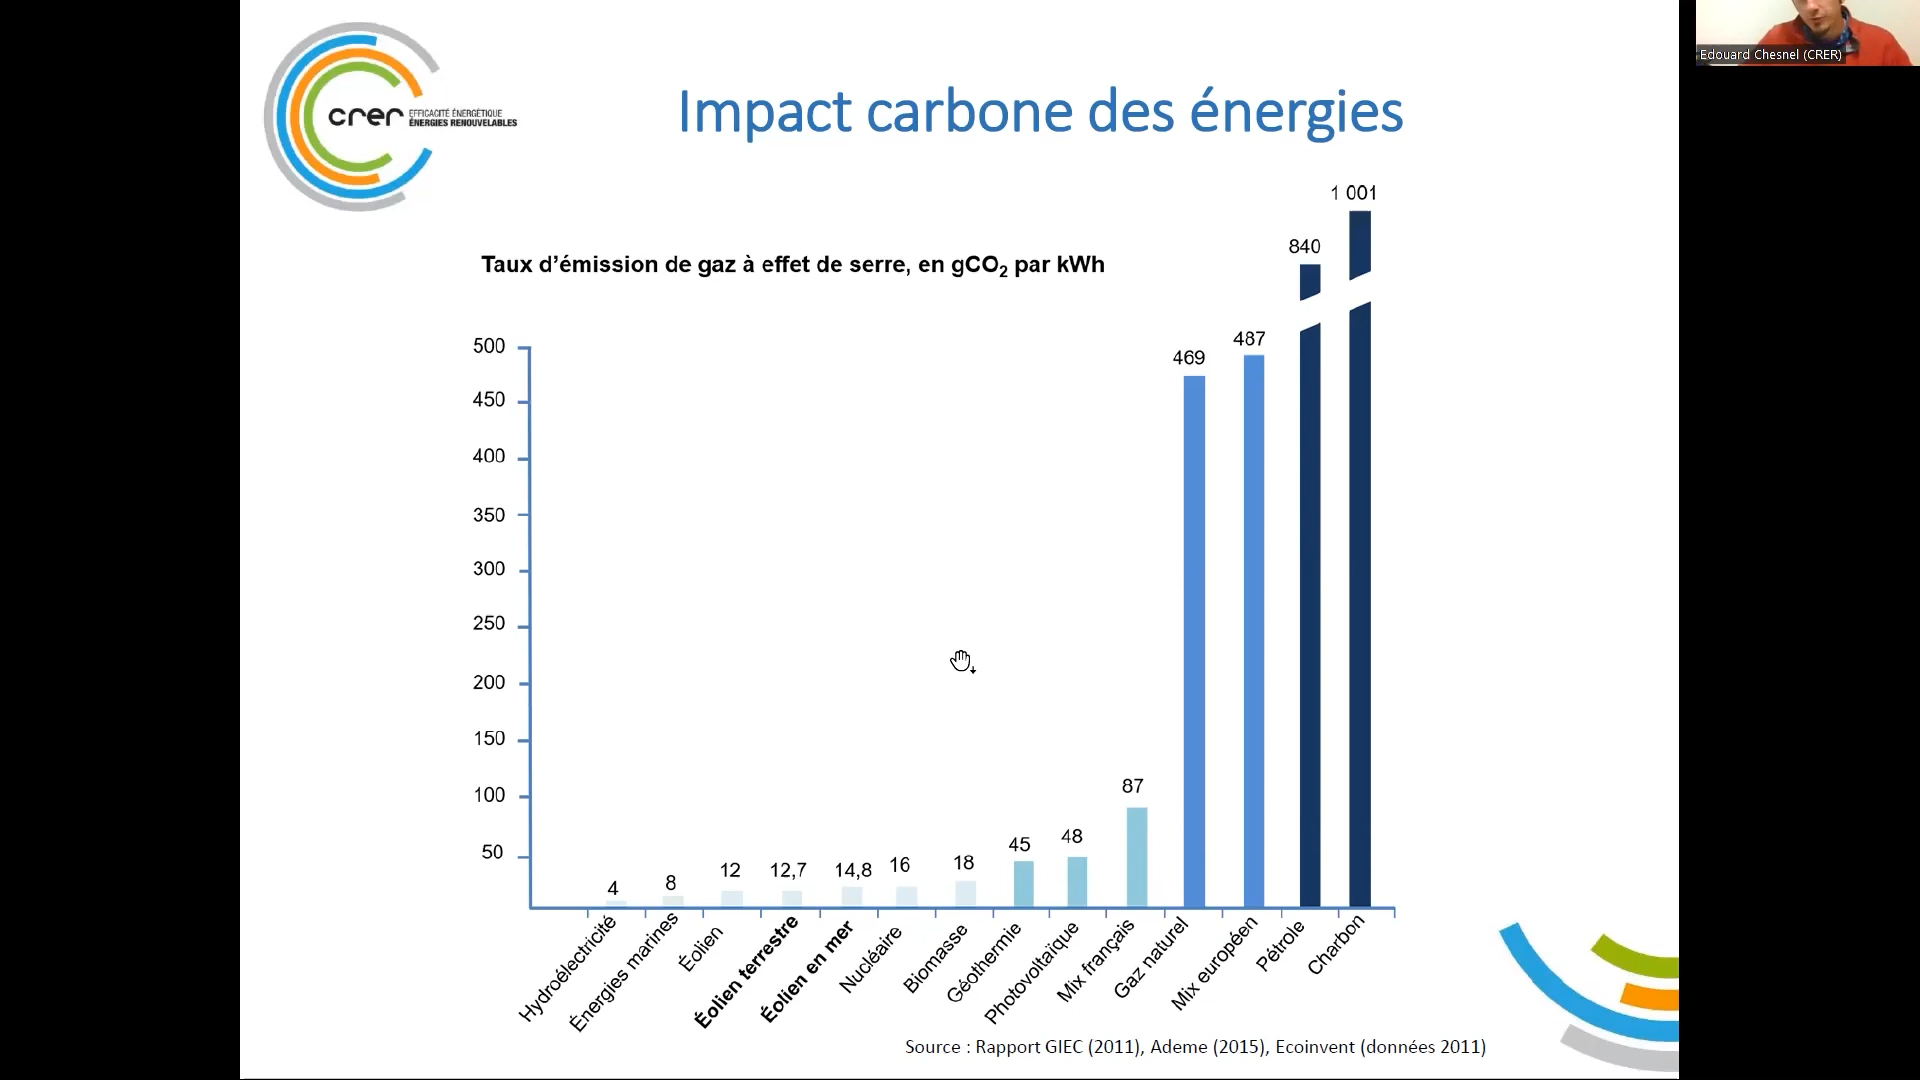 crer
EFFICACITÉ ÉNERGÉTIQUE
ÉNERGIES RENOUVELABLES
Impact carbone des énergies
Edouard Chesnel (CRER)
Taux d’émission de gaz à effet de serre, en gCO₂ par kWh
500
450
400
350
300
250
200
150
100
50
4
8
12
12,7
14,8
16
18
45
48
87
469
487
840
1 001
Hydroélectricité
Énergies marines
Éolien
Éolien terrestre
Éolien en mer
Nucléaire
Biomasse
Géothermie
Photovoltaïque
Mix français
Gaz naturel
Mix européen
Pétrole
Charbon
Source : Rapport GIEC (2011), Ademe (2015), Ecoinvent (données 2011)